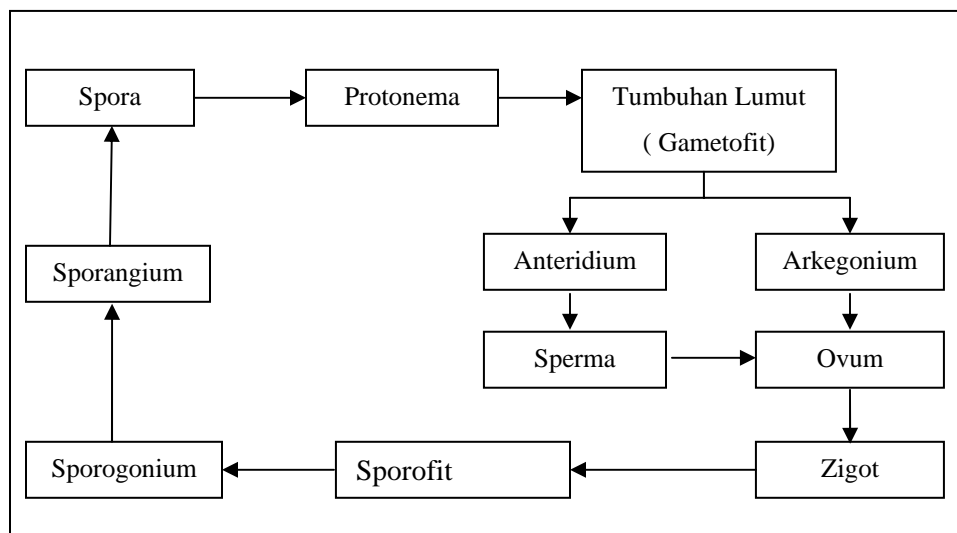 Spora
Protonema
Tumbuhan Lumut
( Gametofit)
Anteridium
Arkegonium
Sporangium
Sperma
Ovum
Sporogonium
Sporofit
Zigot